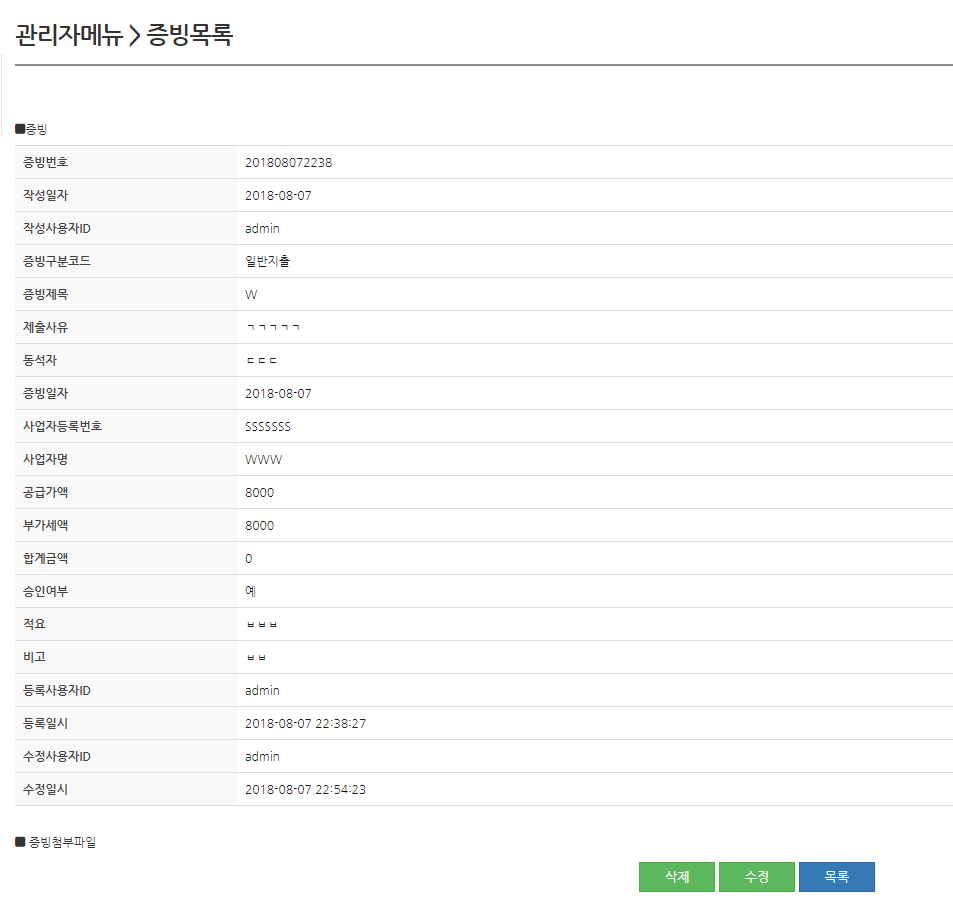 관리자메뉴 > 증빙목록
■증빙
증빙번호 201808072238
작성일자 2018-08-07
작성사용자ID admin
증빙구분코드 일반지출
증빙제목 W
제출사유 ㄱㄱㄱㄱㄱ
동석자 ㄷㄷㄷ
증빙일자 2018-08-07
사업자등록번호 SSSSSSS
사업자명 WWW
공급가액 8000
부가세액 8000
합계금액 0
승인여부 예
적요 ㅂㅂㅂ
비고 ㅂㅂ
등록사용자ID admin
등록일시 2018-08-07 22:38:27
수정사용자ID admin
수정일시 2018-08-07 22:54:23
■ 증빙첨부파일
삭제 수정 목록